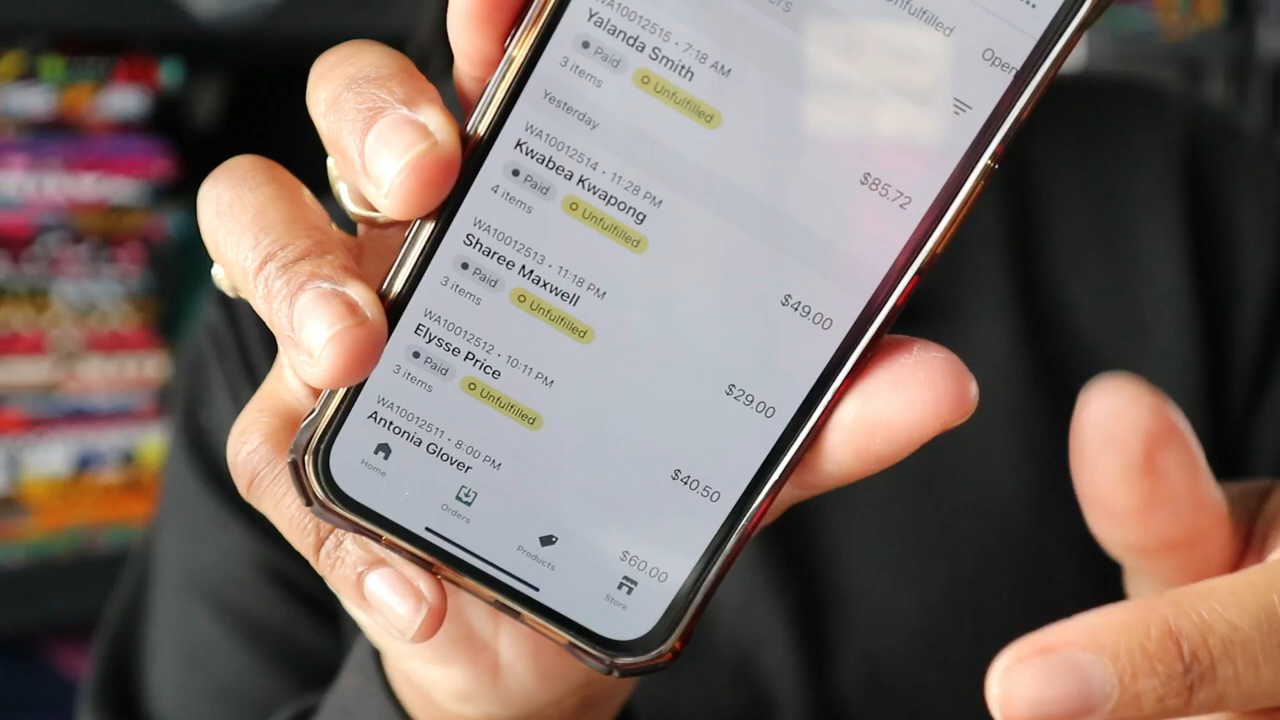 Unfulfilled
Open
WA10012515 • 7:18 AM
Yalanda Smith
$85.72
Paid
Unfulfilled
3 items
Yesterday
WA10012514 • 11:28 PM
Kwabea Kwapong
$49.00
Paid
Unfulfilled
4 items
WA10012513 • 11:18 PM
Sharee Maxwell
$29.00
Paid
Unfulfilled
3 items
WA10012512 • 10:11 PM
Elysse Price
$40.50
Paid
Unfulfilled
3 items
WA10012511 • 8:00 PM
Antonia Glover
$60.00
Home
Orders
Products
Store